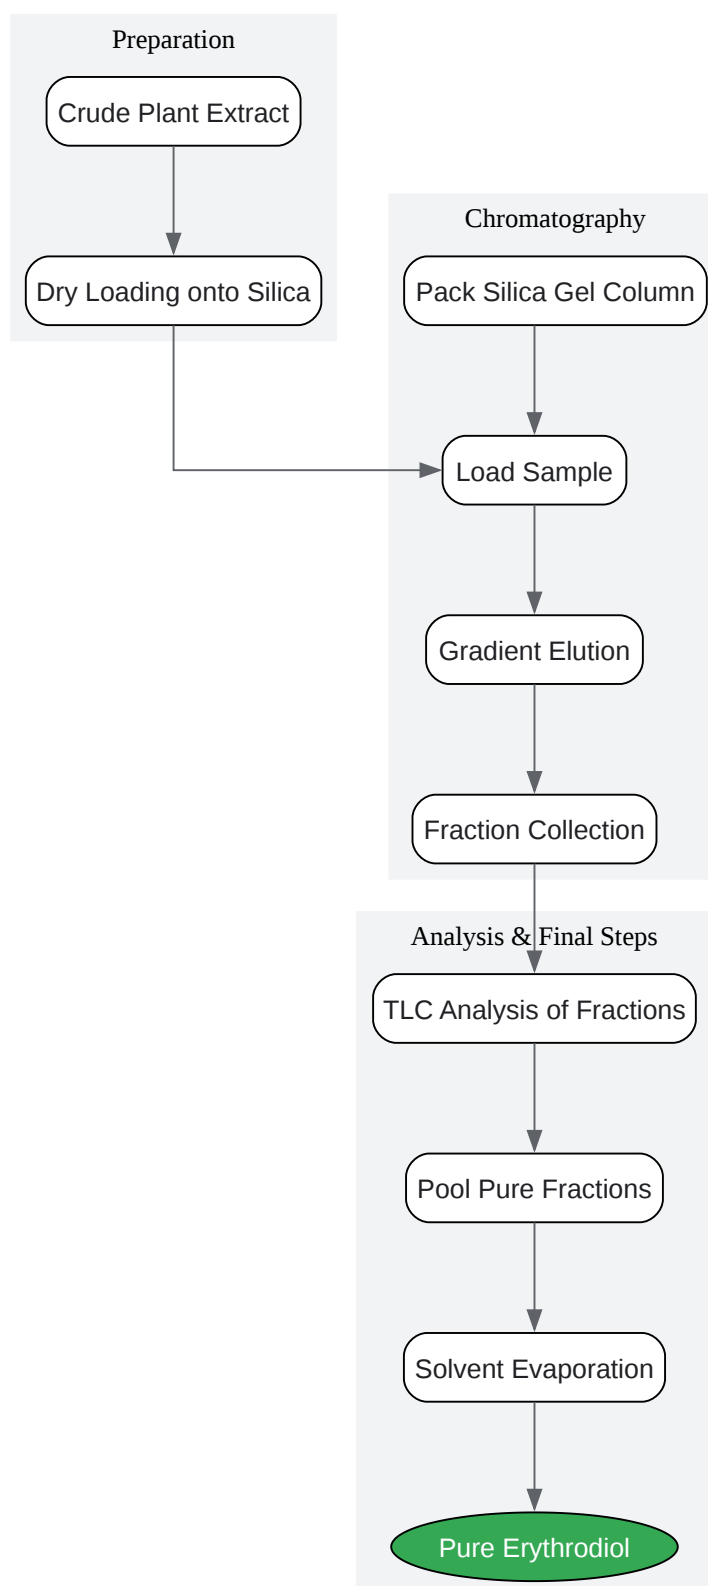 Preparation
Crude Plant Extract
Dry Loading onto Silica
Chromatography
Pack Silica Gel Column
Load Sample
Gradient Elution
Fraction Collection
Analysis & Final Steps
TLC Analysis of Fractions
Pool Pure Fractions
Solvent Evaporation
Pure Erythrodiol